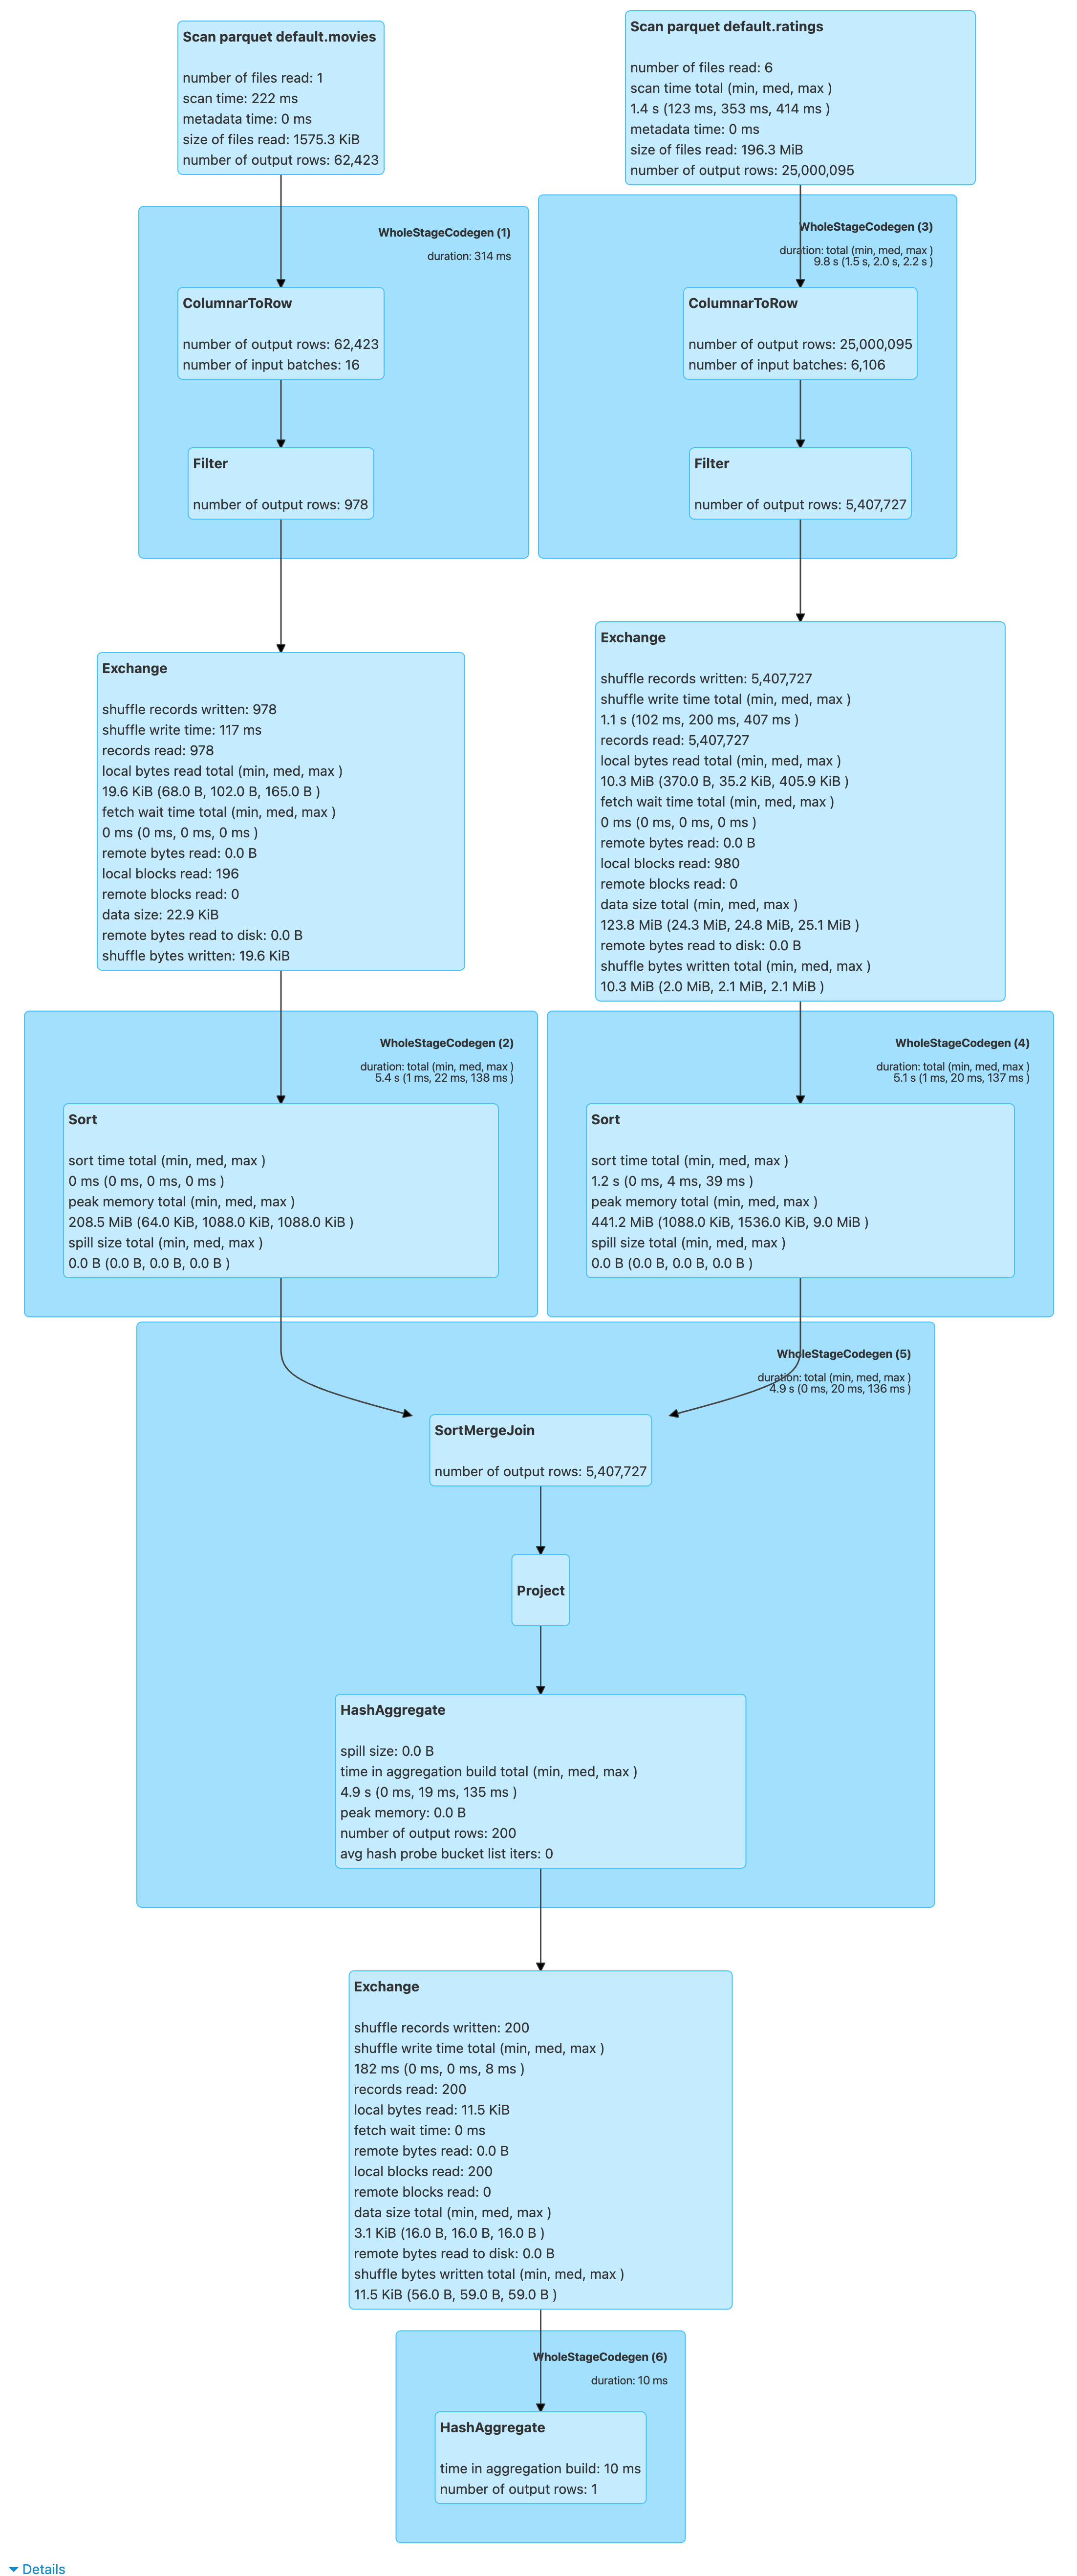 Scan parquet default.movies
number of files read: 1
scan time: 222 ms
metadata time: 0 ms
size of files read: 1575.3 KiB
number of output rows: 62,423
Scan parquet default.ratings
number of files read: 6
scan time total (min, med, max )
1.4 s (123 ms, 353 ms, 414 ms )
metadata time: 0 ms
size of files read: 196.3 MiB
number of output rows: 25,000,095
WholeStageCodegen (1)
duration: 314 ms
ColumnarToRow
number of output rows: 62,423
number of input batches: 16
Filter
number of output rows: 978
WholeStageCodegen (3)
duration: total (min, med, max )
9.8 s (1.5 s, 2.0 s, 2.2 s )
ColumnarToRow
number of output rows: 25,000,095
number of input batches: 6,106
Filter
number of output rows: 5,407,727
Exchange
shuffle records written: 978
shuffle write time: 117 ms
records read: 978
local bytes read total (min, med, max )
19.6 KiB (68.0 B, 102.0 B, 165.0 B )
fetch wait time total (min, med, max )
0 ms (0 ms, 0 ms, 0 ms )
remote bytes read: 0.0 B
local blocks read: 196
remote blocks read: 0
data size: 22.9 KiB
remote bytes read to disk: 0.0 B
shuffle bytes written: 19.6 KiB
Exchange
shuffle records written: 5,407,727
shuffle write time total (min, med, max )
1.1 s (102 ms, 200 ms, 407 ms )
records read: 5,407,727
local bytes read total (min, med, max )
10.3 MiB (370.0 B, 35.2 KiB, 405.9 KiB )
fetch wait time total (min, med, max )
0 ms (0 ms, 0 ms, 0 ms )
remote bytes read: 0.0 B
local blocks read: 980
remote blocks read: 0
data size total (min, med, max )
123.8 MiB (24.3 MiB, 24.8 MiB, 25.1 MiB )
remote bytes read to disk: 0.0 B
shuffle bytes written total (min, med, max )
10.3 MiB (2.0 MiB, 2.1 MiB, 2.1 MiB )
WholeStageCodegen (2)
duration: total (min, med, max )
5.4 s (1 ms, 22 ms, 138 ms )
Sort
sort time total (min, med, max )
0 ms (0 ms, 0 ms, 0 ms )
peak memory total (min, med, max )
208.5 MiB (64.0 KiB, 1088.0 KiB, 1088.0 KiB )
spill size total (min, med, max )
0.0 B (0.0 B, 0.0 B, 0.0 B )
WholeStageCodegen (4)
duration: total (min, med, max )
5.1 s (1 ms, 20 ms, 137 ms )
Sort
sort time total (min, med, max )
1.2 s (0 ms, 4 ms, 39 ms )
peak memory total (min, med, max )
441.2 MiB (1088.0 KiB, 1536.0 KiB, 9.0 MiB )
spill size total (min, med, max )
0.0 B (0.0 B, 0.0 B, 0.0 B )
WholeStageCodegen (5)
duration: total (min, med, max )
4.9 s (0 ms, 20 ms, 136 ms )
SortMergeJoin
number of output rows: 5,407,727
Project
HashAggregate
spill size: 0.0 B
time in aggregation build total (min, med, max )
4.9 s (0 ms, 19 ms, 135 ms )
peak memory: 0.0 B
number of output rows: 200
avg hash probe bucket list iters: 0
Exchange
shuffle records written: 200
shuffle write time total (min, med, max )
182 ms (0 ms, 0 ms, 8 ms )
records read: 200
local bytes read: 11.5 KiB
fetch wait time: 0 ms
remote bytes read: 0.0 B
local blocks read: 200
remote blocks read: 0
data size total (min, med, max )
3.1 KiB (16.0 B, 16.0 B, 16.0 B )
remote bytes read to disk: 0.0 B
shuffle bytes written total (min, med, max )
11.5 KiB (56.0 B, 59.0 B, 59.0 B )
WholeStageCodegen (6)
duration: 10 ms
HashAggregate
time in aggregation build: 10 ms
number of output rows: 1
Details